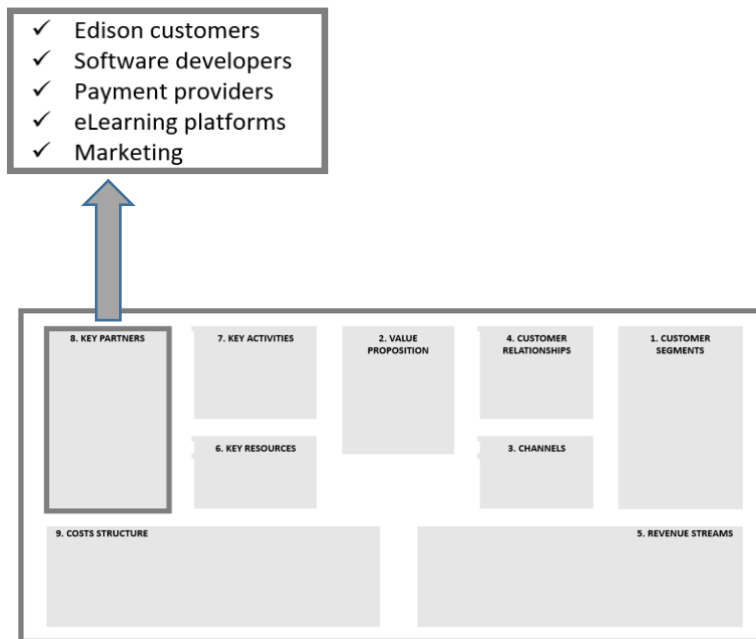 ✓ Edison customers
✓ Software developers
✓ Payment providers
✓ eLearning platforms
✓ Marketing
8. KEY PARTNERS
7. KEY ACTIVITIES
2. VALUE
PROPOSITION
4. CUSTOMER
RELATIONSHIPS
1. CUSTOMER
SEGMENTS
6. KEY RESOURCES
3. CHANNELS
9. COSTS STRUCTURE
5. REVENUE STREAMS